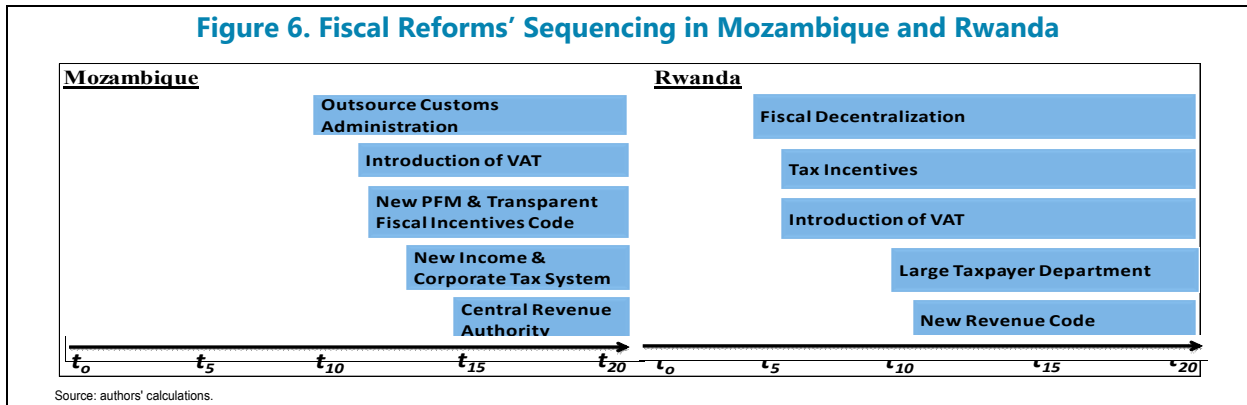 Figure 6. Fiscal Reforms’ Sequencing in Mozambique and Rwanda
Mozambique
Outsource Customs
Administration
Introduction of VAT
New PFM & Transparent
Fiscal Incentives Code
New Income &
Corporate Tax System
Central Revenue
Authority
t₀ t₅ t₁₀ t₁₅ t₂₀
Rwanda
Fiscal Decentralization
Tax Incentives
Introduction of VAT
Large Taxpayer Department
New Revenue Code
t₀ t₅ t₁₀ t₁₅ t₂₀
Source: authors' calculations.